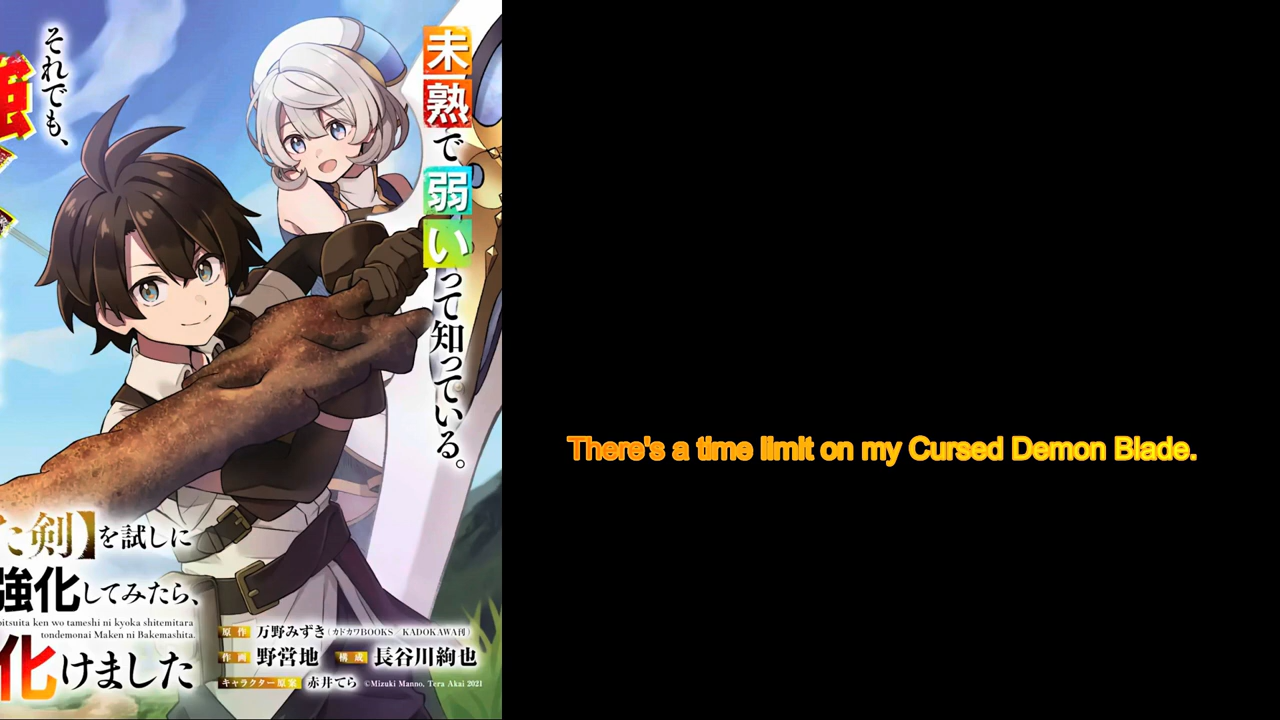 未熟で弱いって知っている。
それでも、
た剣】を試しに
強化してみたら、
bitsuita ken wo tameshi ni kyoka shitemitara
tondemonai Maken ni Bakemashita.
化けました
原作 万野みずき(カドカワBOOKS KADOKAWA刊)
作画 野営地 構成 長谷川絢也
キャラクター原案 赤井てら ©Mizuki Manno, Tera Akai 2021
There's a time limit on my Cursed Demon Blade.